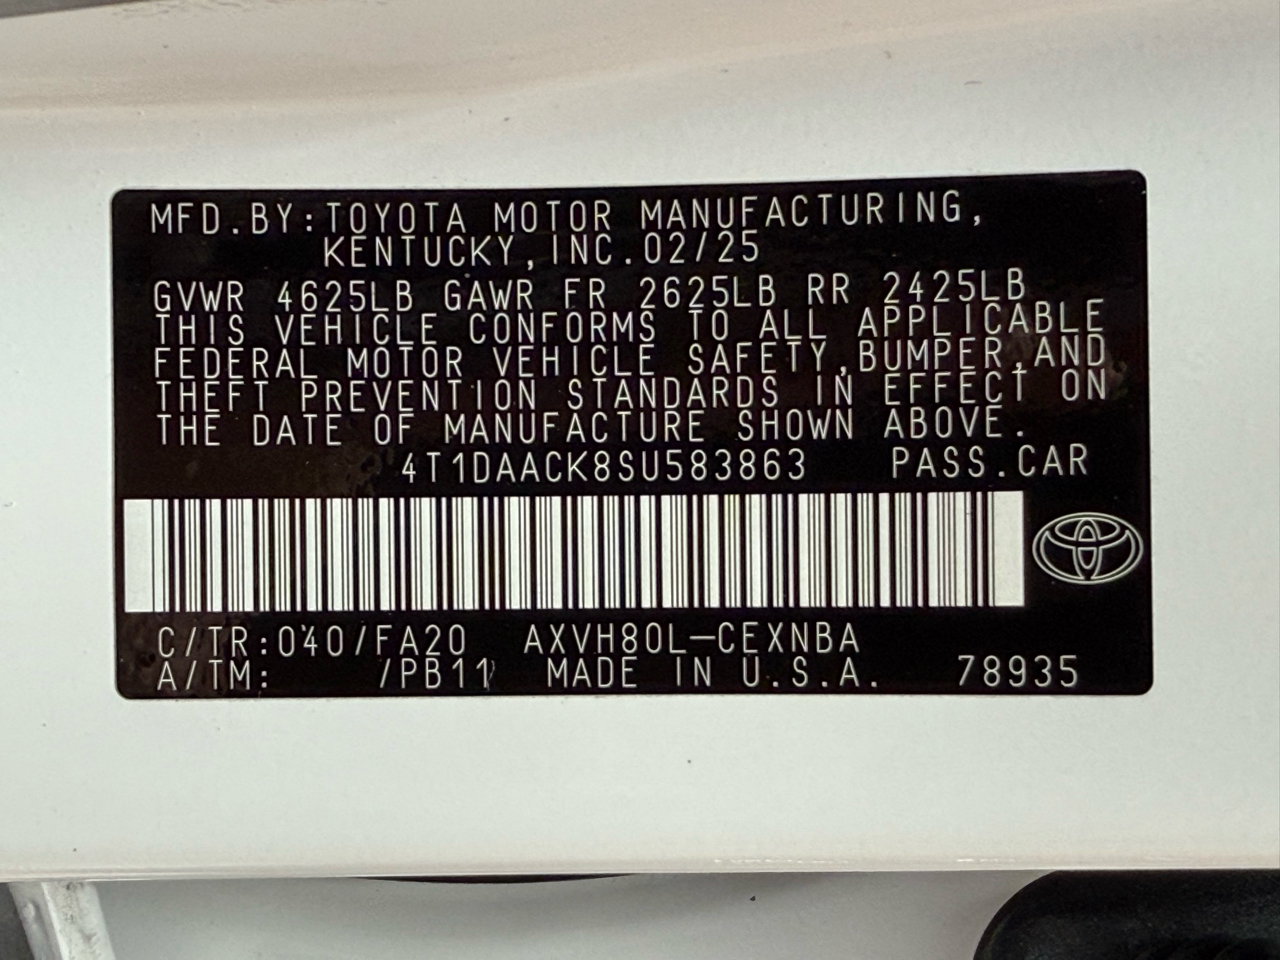 MFD.BY:TOYOTA MOTOR MANUFACTURING,
KENTUCKY,INC.02/25
GVWR 4625LB GAWR FR 2625LB RR 2425LB
THIS VEHICLE CONFORMS TO ALL APPLICABLE
FEDERAL MOTOR VEHICLE SAFETY,BUMPER,AND
THEFT PREVENTION STANDARDS IN EFFECT ON
THE DATE OF MANUFACTURE SHOWN ABOVE.
4T1DAACK8SU583863 PASS.CAR
C/TR:040/FA20 AXVH80L-CEXNBA
A/TM: /PB11 MADE IN U.S.A. 78935